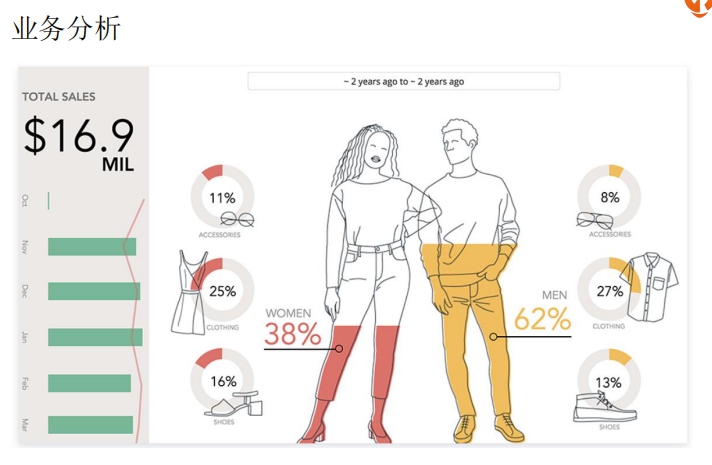 业务分析
~ 2 years ago to ~ 2 years ago
TOTAL SALES
$16.9
MIL
Oct
Nov
Dec
Jan
Feb
Mar
11%
ACCESSORIES
25%
CLOTHING
16%
SHOES
WOMEN
38%
MEN
62%
8%
ACCESSORIES
27%
CLOTHING
13%
SHOES